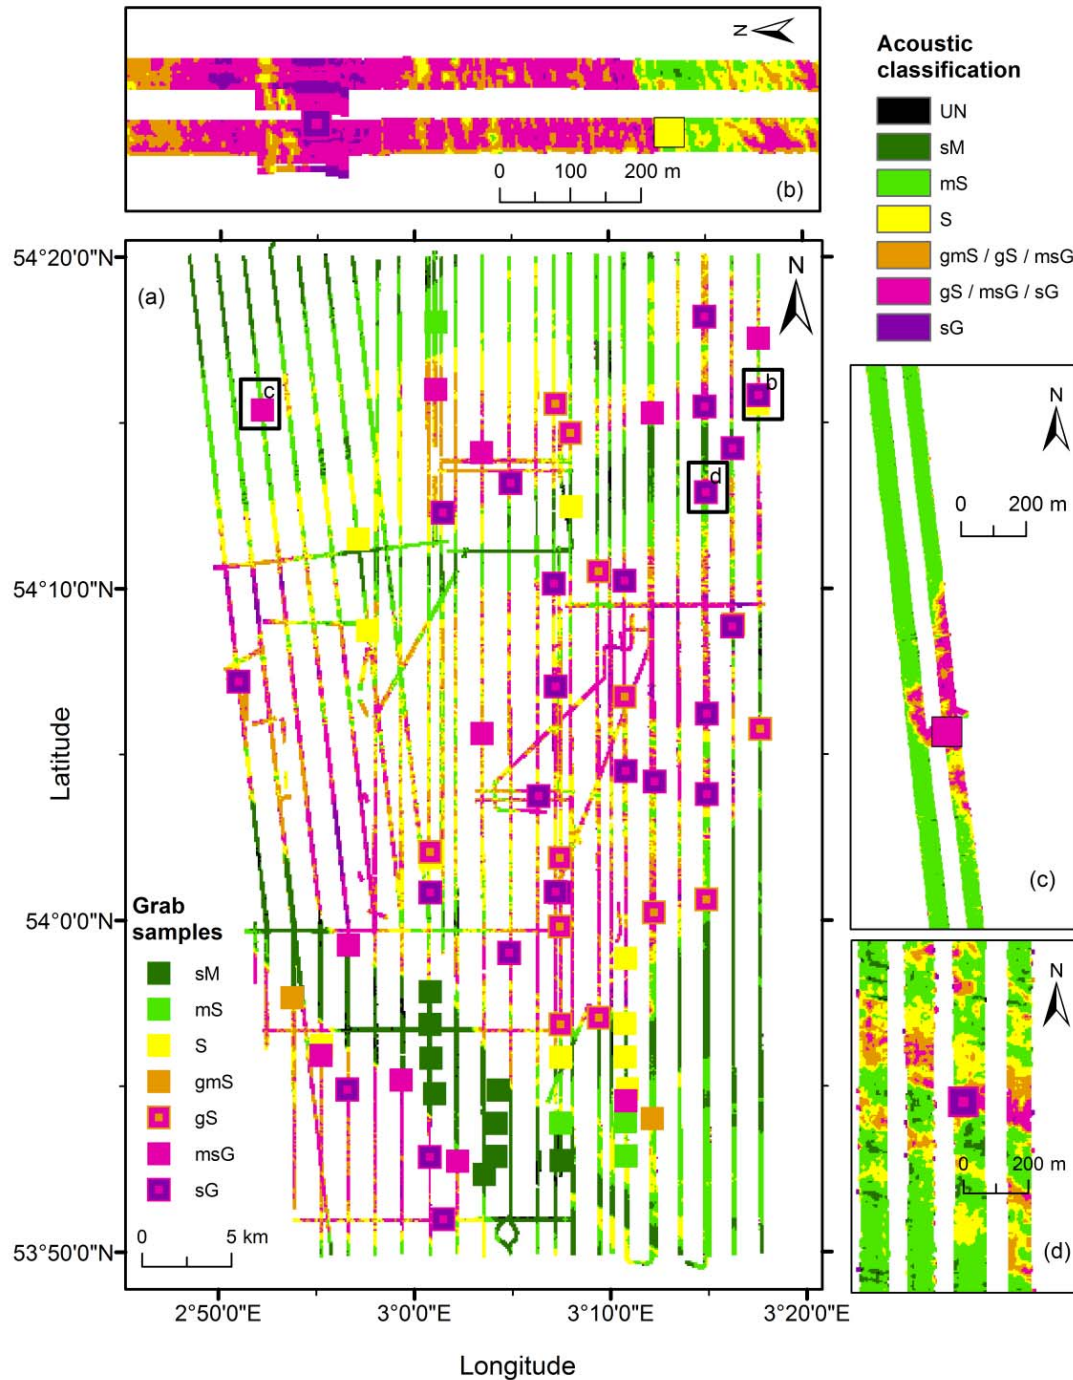 N
0 100 200 m
(b)
Acoustic
classification
UN
sM
mS
S
gmS / gS / msG
gS / msG / sG
sG
54°20'0"N
54°10'0"N
54°0'0"N
53°50'0"N
Latitude
(a)
N
c
b
d
Grab
samples
sM
mS
S
gmS
gS
msG
sG
0 5 km
2°50'0"E 3°0'0"E 3°10'0"E 3°20'0"E
Longitude
N
0 200 m
(c)
N
0 200 m
(d)